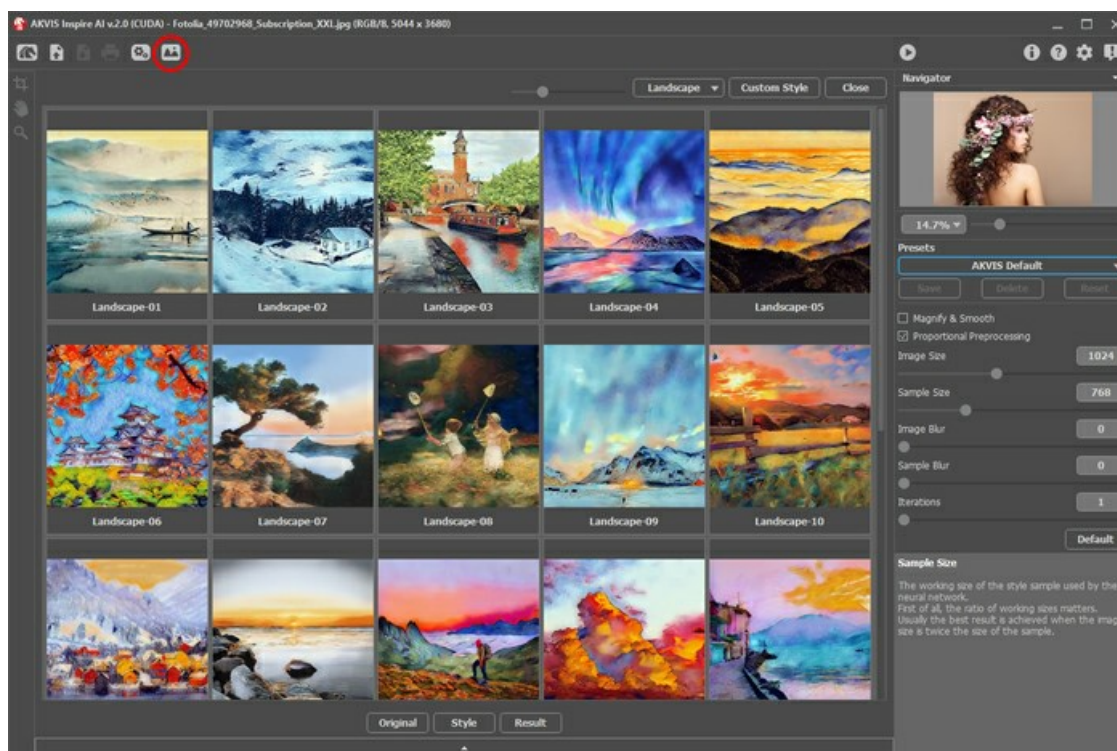 AKVIS Inspire AI v.2.0 (CUDA) - Fotolia_49702968_Subscription_XXL.jpg (RGB/8, 5044 x 3680)
Landscape
Custom Style
Close
Landscape-01
Landscape-02
Landscape-03
Landscape-04
Landscape-05
Landscape-06
Landscape-07
Landscape-08
Landscape-09
Landscape-10
Original
Style
Result
Navigator
14.7%
Presets
AKVIS Default
Save
Delete
Reset
Magnify & Smooth
Proportional Preprocessing
Image Size
1024
Sample Size
768
Image Blur
0
Sample Blur
0
Iterations
1
Default
Sample Size
The working size of the style sample used by the
neural network.
First of all, the ratio of working sizes matters.
Usually the best result is achieved when the imag
size is twice the size of the sample.